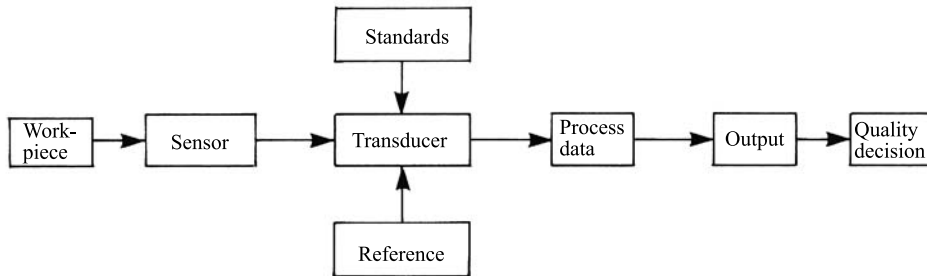 Standards
Work-
piece
Sensor
Transducer
Process
data
Output
Quality
decision
Reference